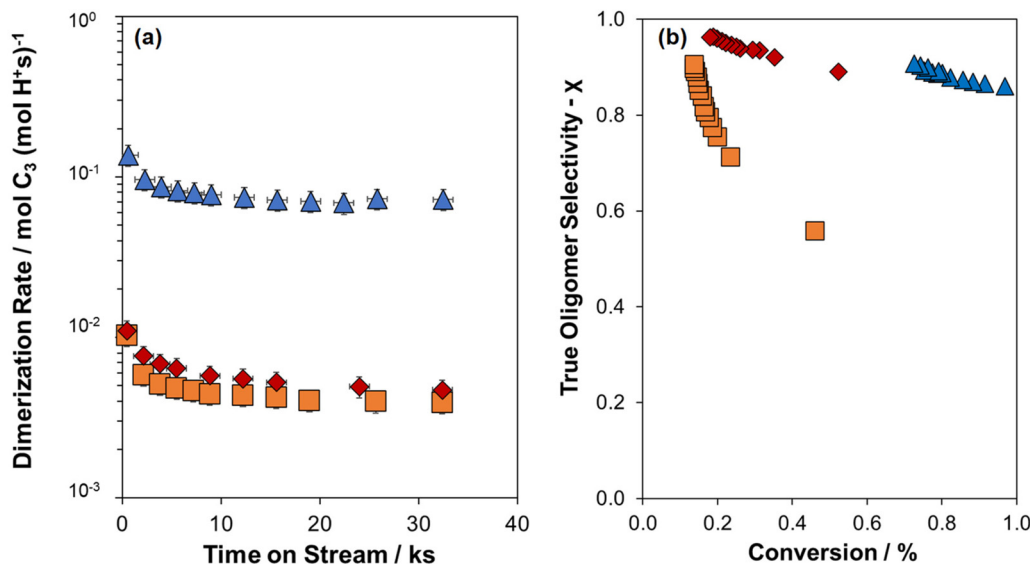 (a)
Dimerization Rate / mol C₃ (mol H⁺s)⁻¹
10⁰
10⁻¹
10⁻²
10⁻³
0 10 20 30 40
Time on Stream / ks
(b)
True Oligomer Selectivity - χ
1.0
0.8
0.6
0.4
0.2
0.0
0.0 0.2 0.4 0.6 0.8 1.0
Conversion / %